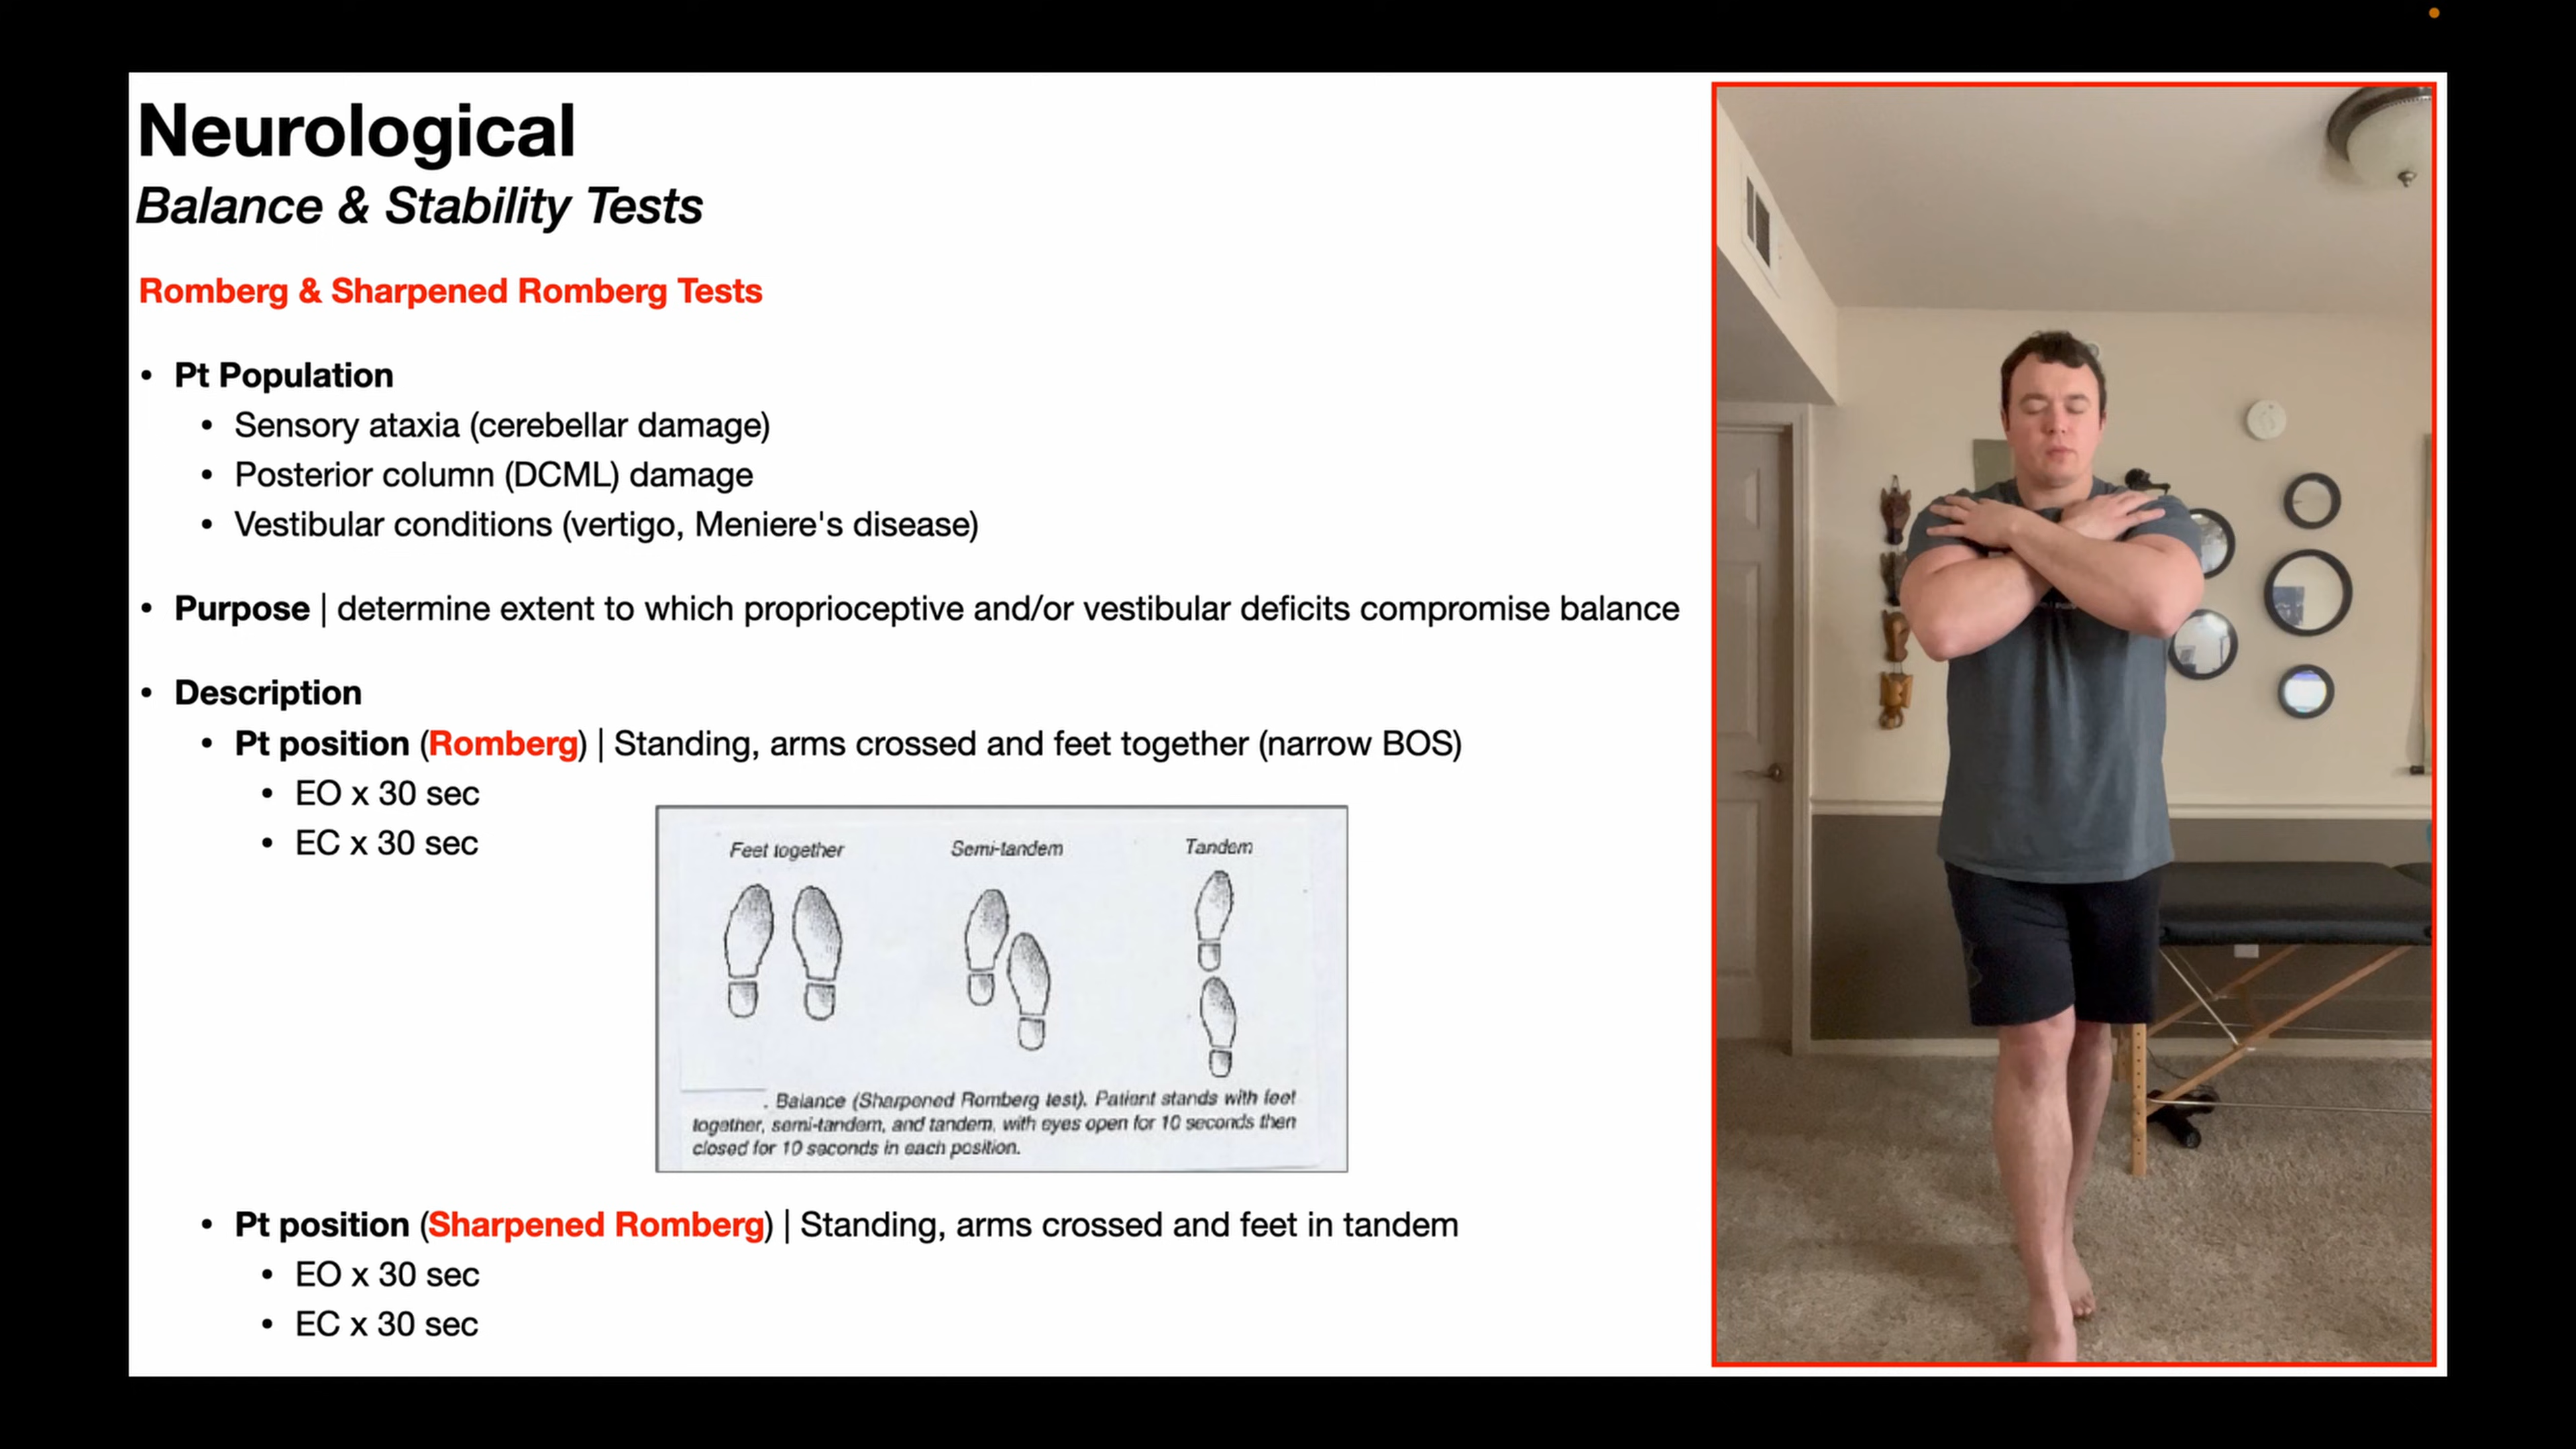 Neurological
Balance & Stability Tests
Romberg & Sharpened Romberg Tests
• Pt Population
• Sensory ataxia (cerebellar damage)
• Posterior column (DCML) damage
• Vestibular conditions (vertigo, Meniere's disease)
• Purpose | determine extent to which proprioceptive and/or vestibular deficits compromise balance
• Description
• Pt position (Romberg) | Standing, arms crossed and feet together (narrow BOS)
• EO x 30 sec
• EC x 30 sec
Feet together Semi-tandem Tandem
. Balance (Sharpened Romberg test). Patient stands with feet
together, semi-tandem, and tandem, with eyes open for 10 seconds then
closed for 10 seconds in each position.
• Pt position (Sharpened Romberg) | Standing, arms crossed and feet in tandem
• EO x 30 sec
• EC x 30 sec